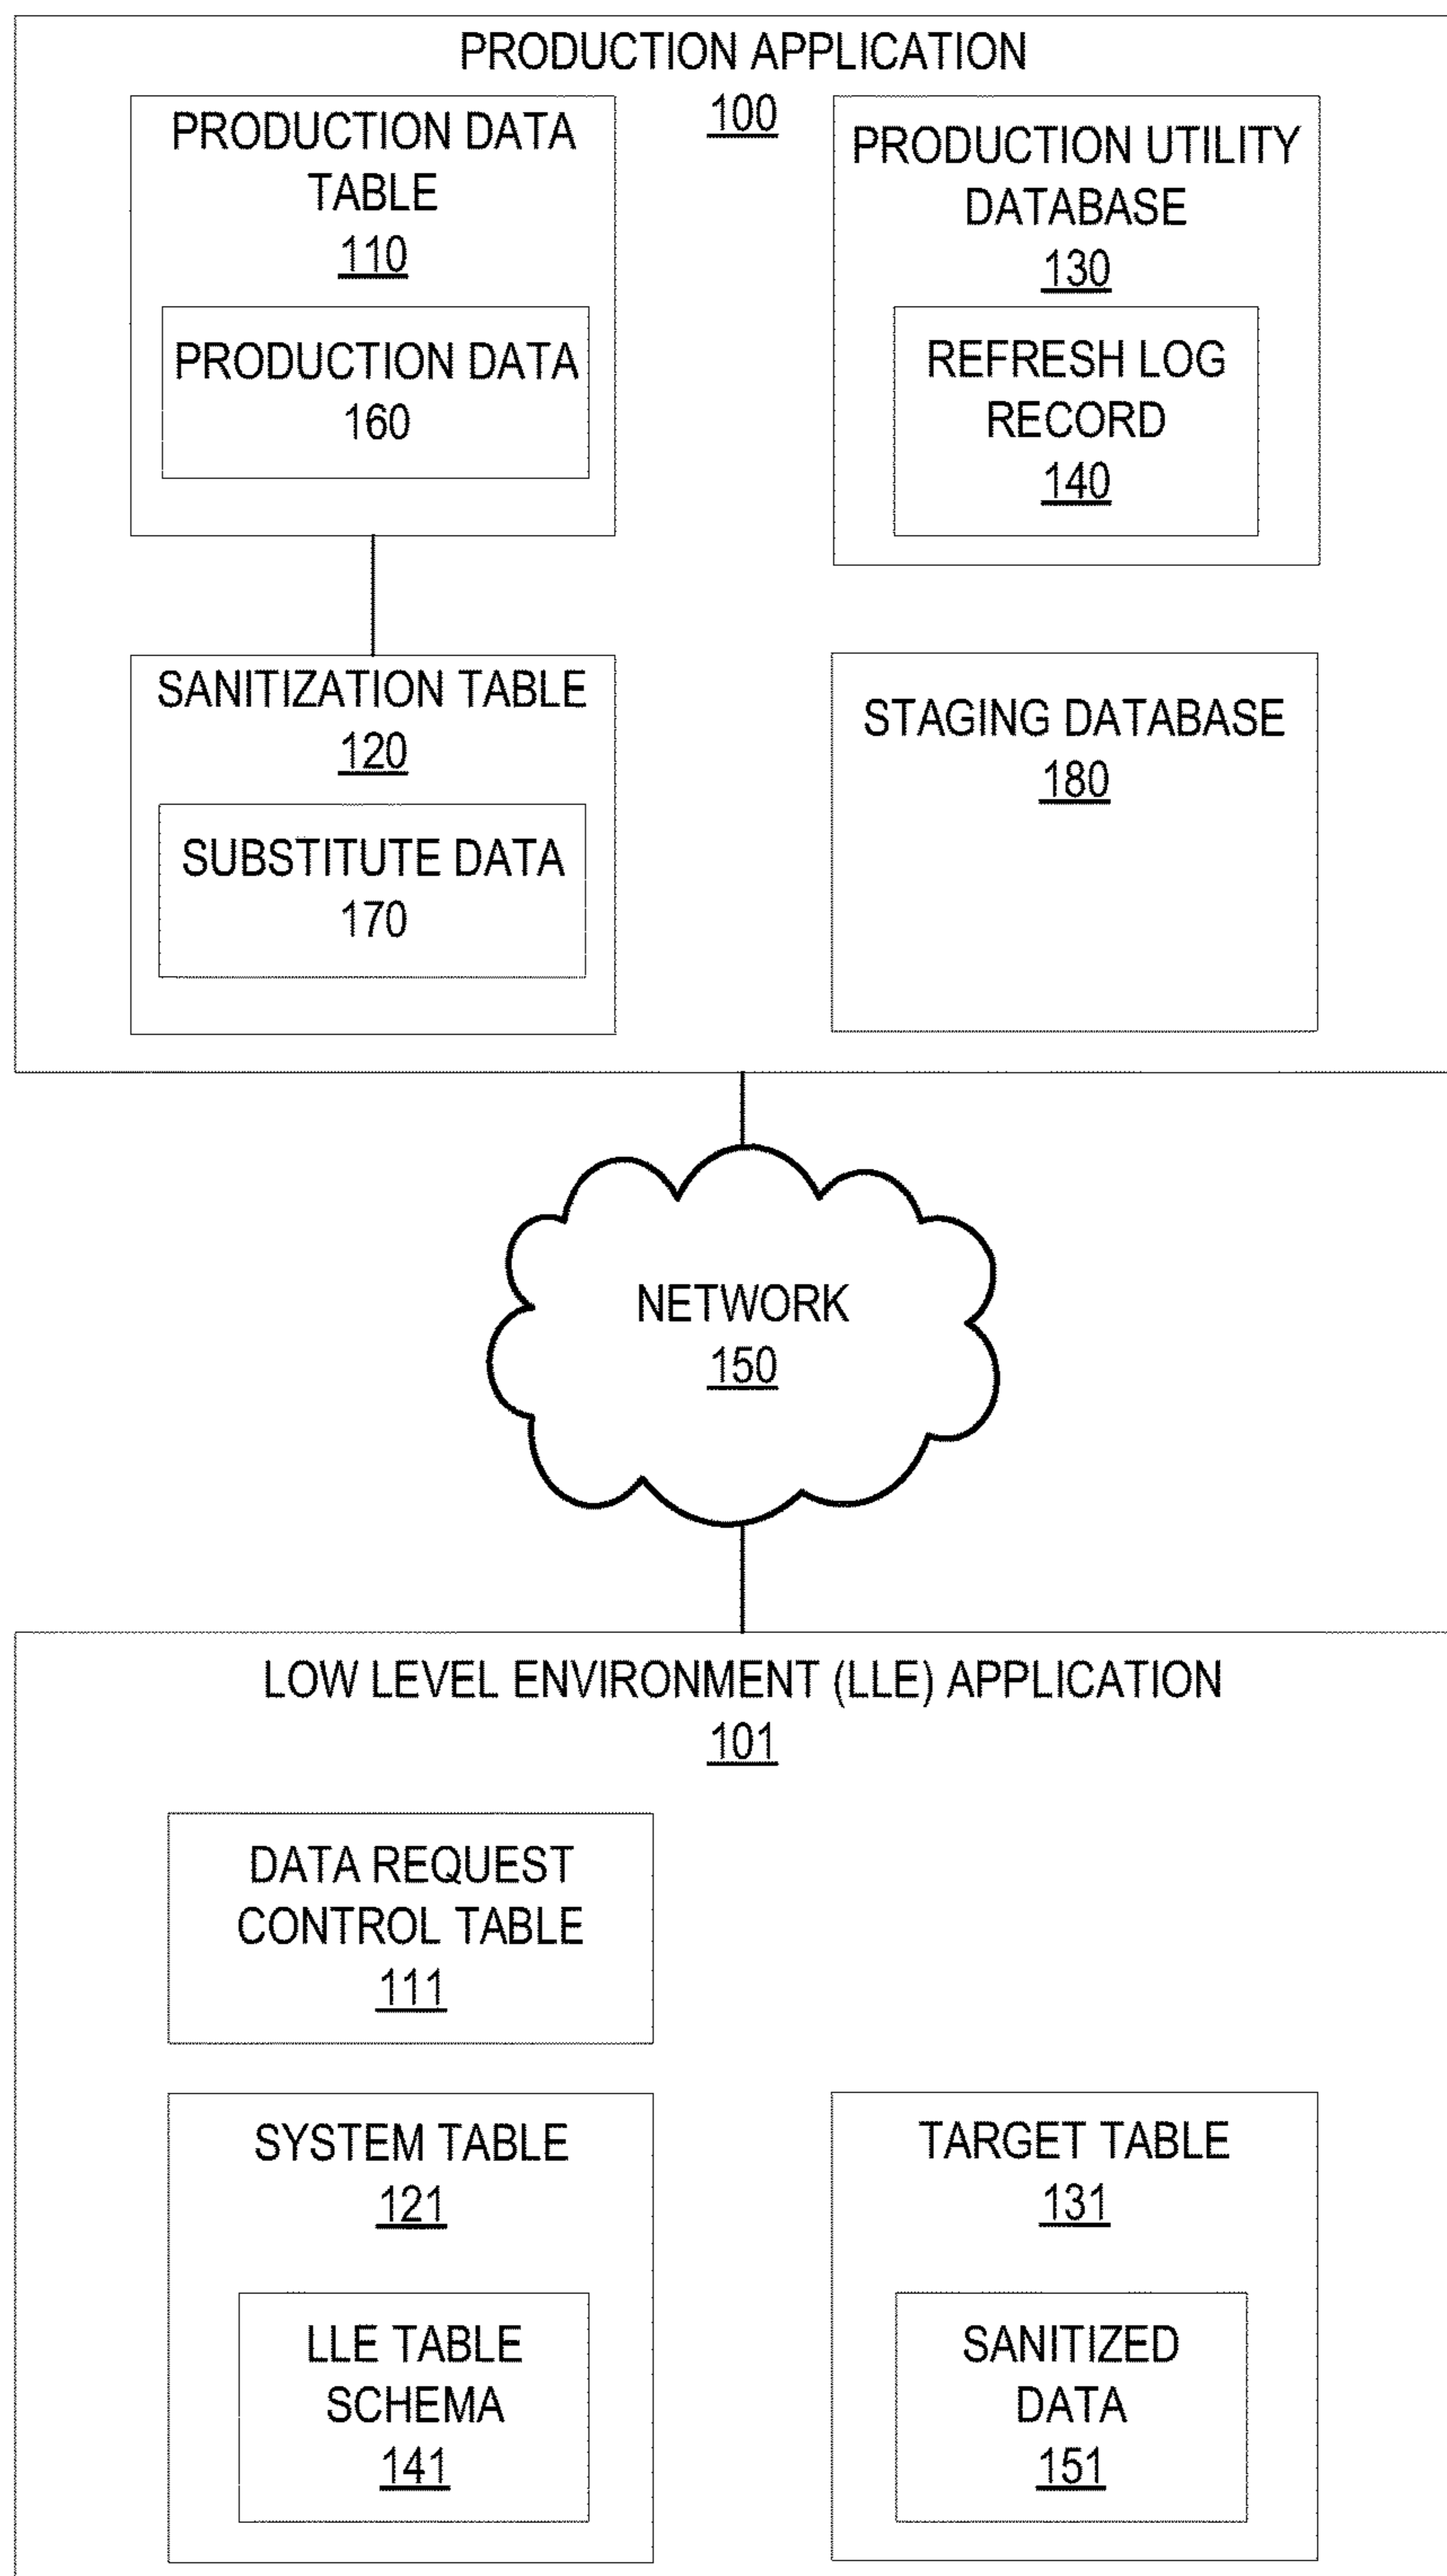 PRODUCTION APPLICATION
100
PRODUCTION DATA
TABLE
110
PRODUCTION DATA
160
PRODUCTION UTILITY
DATABASE
130
REFRESH LOG
RECORD
140
SANITIZATION TABLE
120
SUBSTITUTE DATA
170
STAGING DATABASE
180
NETWORK
150
LOW LEVEL ENVIRONMENT (LLE) APPLICATION
101
DATA REQUEST
CONTROL TABLE
111
SYSTEM TABLE
121
LLE TABLE
SCHEMA
141
TARGET TABLE
131
SANITIZED
DATA
151